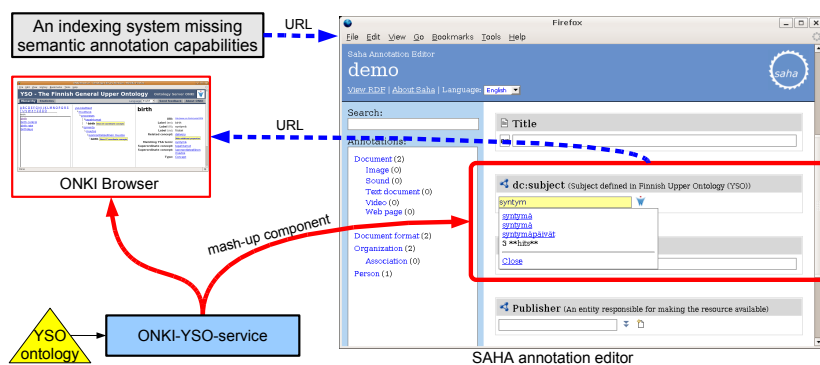 An indexing system missing
semantic annotation capabilities
URL
Firefox
File Edit View Go Bookmarks Tools Help
Saha Annotation Editor
demo
View RDF | About Saha | Language: English
saha
Search:
Annotations:
Document (2)
Image (0)
Sound (0)
Text document (0)
Video (0)
Web page (0)
Document format (2)
Organization (2)
Association (0)
Person (1)
Title
dc:subject (Subject defined in Finnish Upper Ontology (YSO))
syntym
syntymä
syntymä
syntymäpäivät
3 **hits**
Close
Publisher (An entity responsible for making the resource available)
SAHA annotation editor
URL
YSO - The Finnish General Upper Ontology
birth
ONKI Browser
mash-up component
YSO
ontology
ONKI-YSO-service